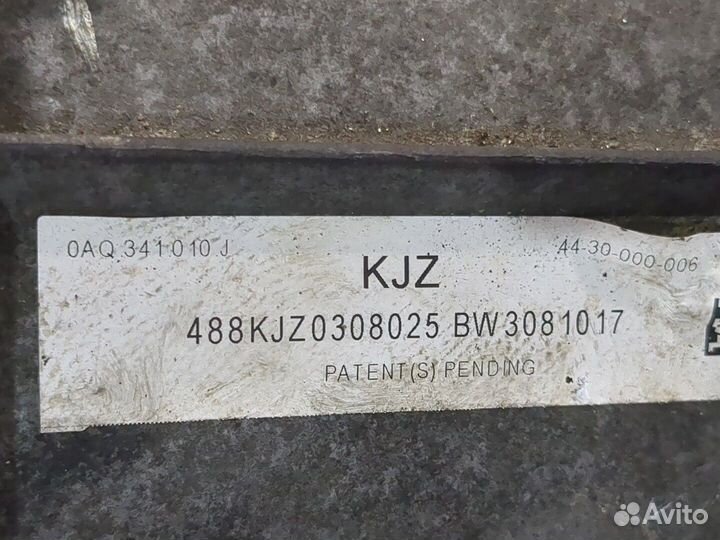 0AQ 341 010 J
44-30-000-006
KJZ
488KJZ0308025 BW3081017
PATENT(S) PENDING
Avito